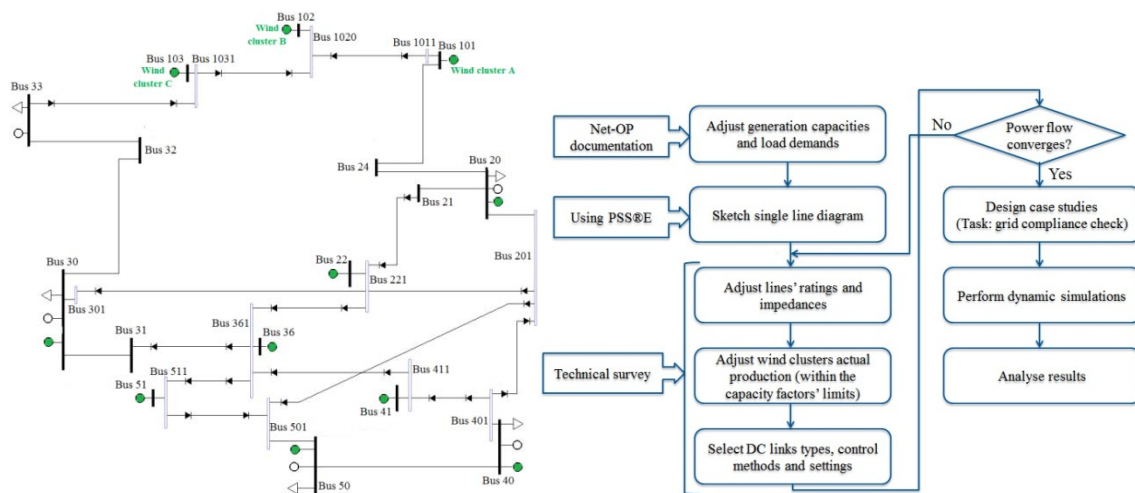 Bus 102
Wind
cluster B
Bus 1020
Bus 1011
Bus 101
Wind cluster A
Bus 103
Bus 1031
Wind
cluster C
Bus 33
Bus 32
Bus 24
Bus 20
Bus 21
Bus 201
Bus 22
Bus 221
Bus 30
Bus 301
Bus 31
Bus 361
Bus 36
Bus 511
Bus 51
Bus 411
Bus 41
Bus 401
Bus 501
Bus 50
Bus 40
Net-OP
documentation
Adjust generation capacities
and load demands
Using PSS®E
Sketch single line diagram
Technical survey
Adjust lines' ratings and
impedances
Adjust wind clusters actual
production (within the
capacity factors' limits)
Select DC links types, control
methods and settings
No
Power flow
converges?
Yes
Design case studies
(Task: grid compliance check)
Perform dynamic simulations
Analyse results